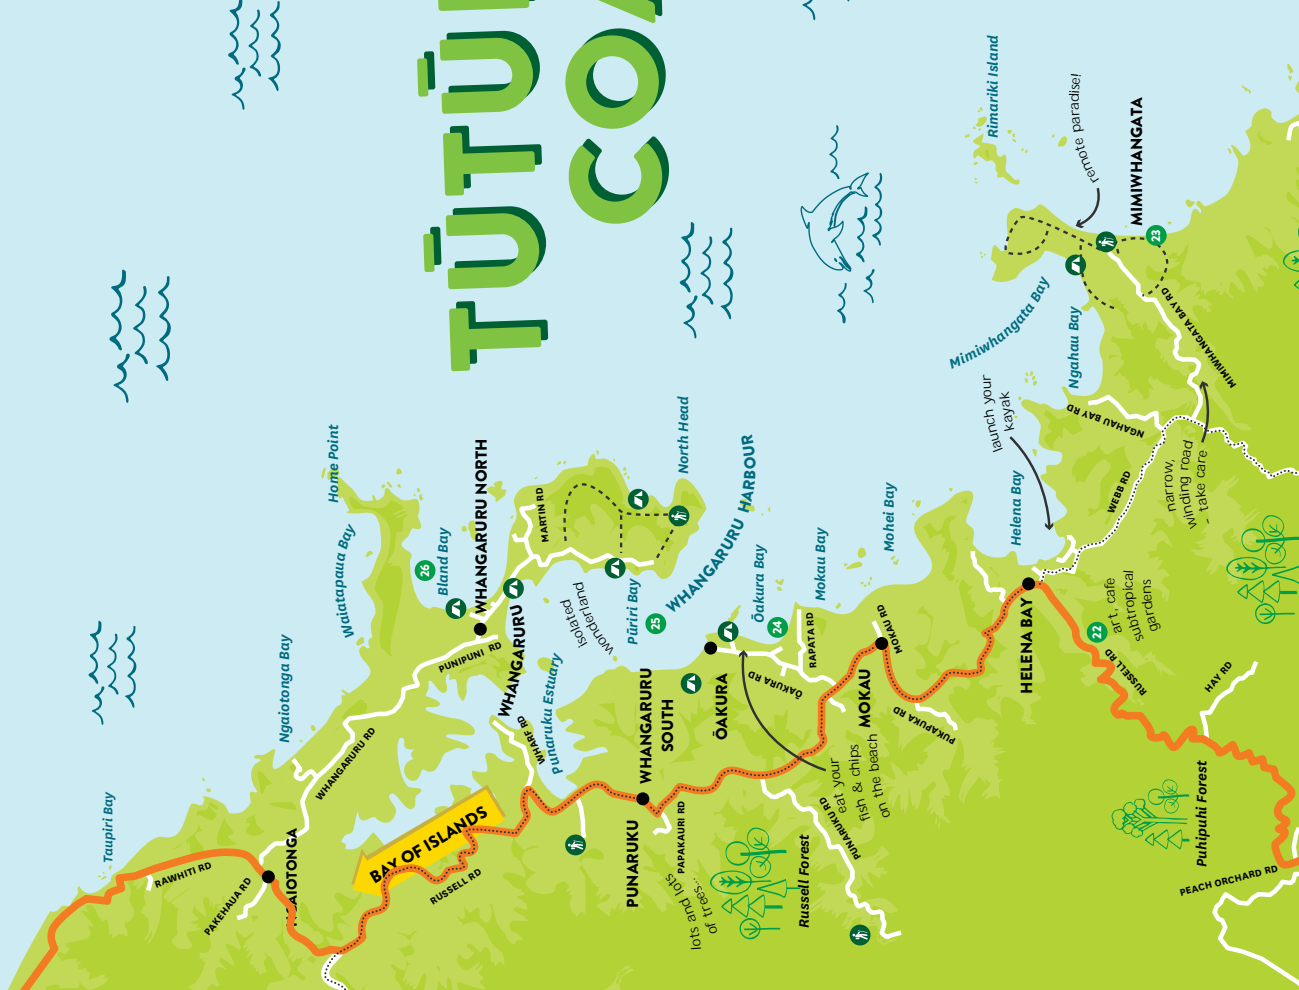 TŪTŪ
CO
Rimariki Island
remote paradise!
MIMIWHANGATA
23
Mimiwhangata Bay
Ngahau Bay
MIMIWHANGATA BAY RD
NGAHAU BAY RD
launch your
kayak
narrow,
winding road
- take care
WEBB RD
Helena Bay
HELENA BAY
22
art, cafe
subtropical
gardens
RUSSELL RD
HAY RD
Puhipuhi Forest
PEACH ORCHARD RD
Home Point
Waiatapaua Bay
26
Bland Bay
WHANGARURU NORTH
MARTIN RD
North Head
WHANGARURU HARBOUR
WHANGARURU
isolated
wonderland
Pūriri Bay
25
Ōakura Bay
24
Mokau Bay
Mohei Bay
PUNIPUNI RD
Ngaiotonga Bay
WHANGARURU RD
Punaruku Estuary
WHARF RD
WHANGARURU
SOUTH
ŌAKURA
ŌAKURA RD
RAPATA RD
MOKAU
MOKAU RD
PUKAPUKA RD
eat your
fish & chips
on the beach
PUNARUKU RD
Taupiri Bay
RAWHITI RD
PAKEHAUA RD
NGAIOTONGA
BAY OF ISLANDS
RUSSELL RD
PUNARUKU
PAPAKAURI RD
lots and lots
of trees...
Russell Forest